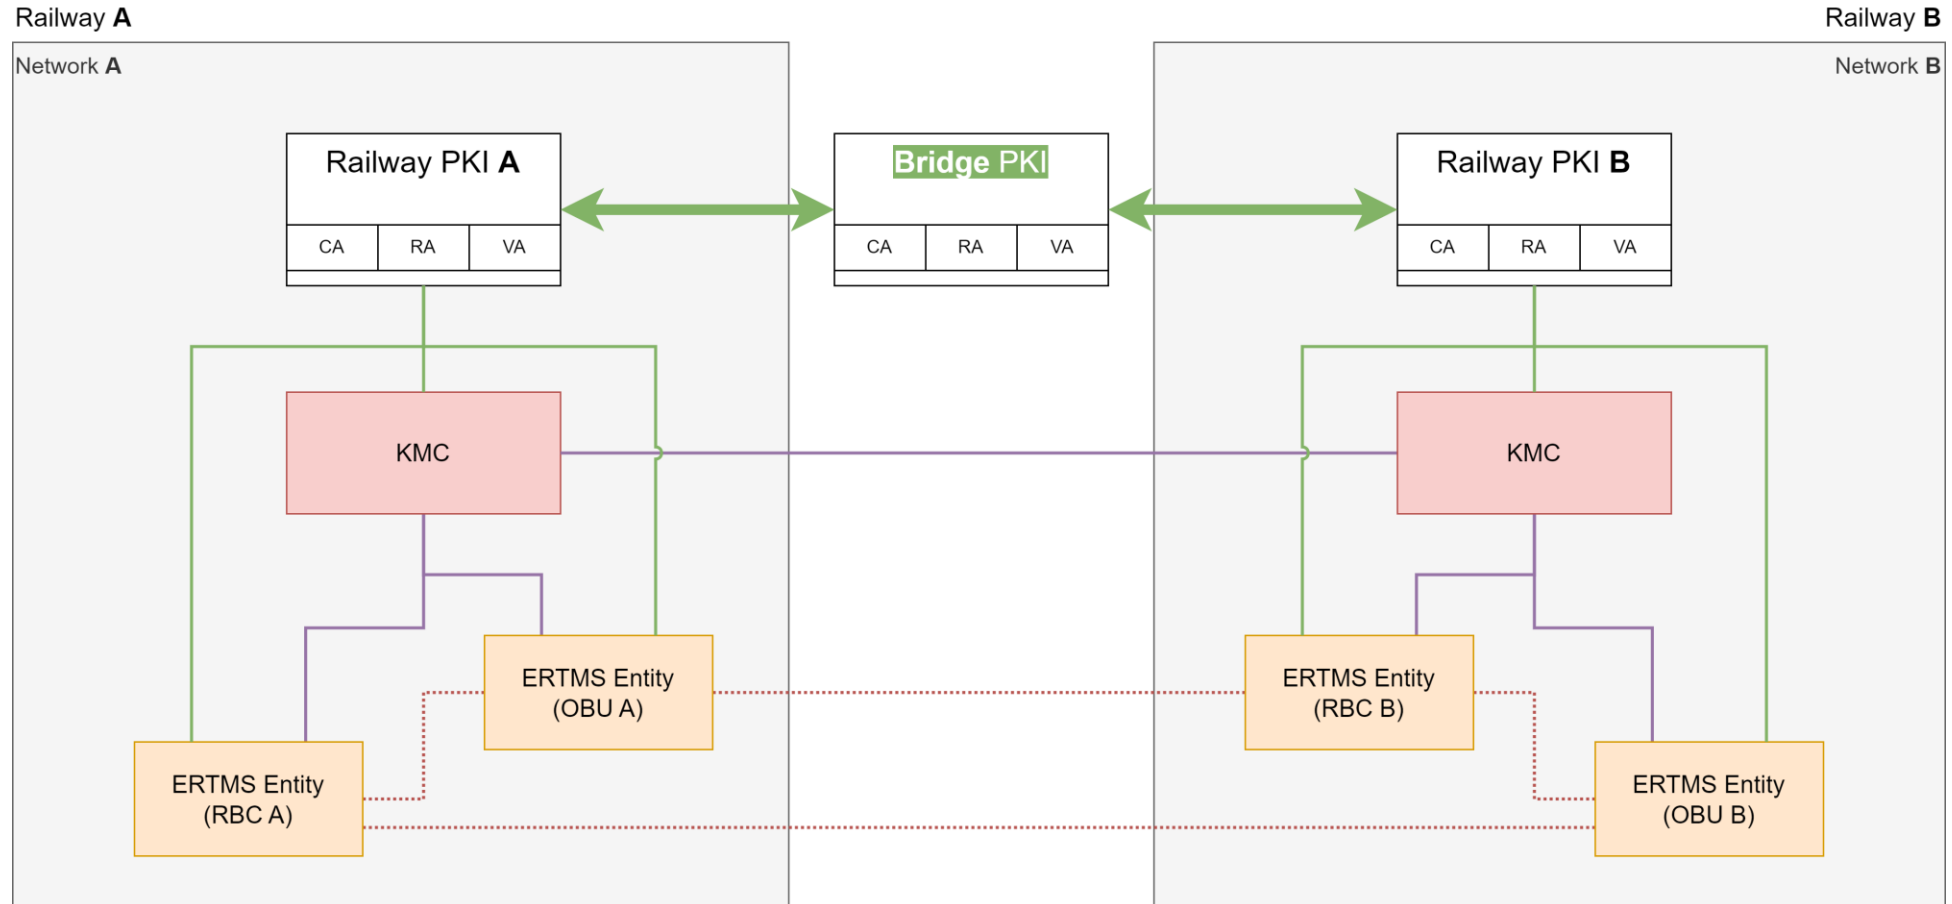 Railway A
Railway B
Network A
Network B
Railway PKI A
CA
RA
VA
Bridge PKI
CA
RA
VA
Railway PKI B
CA
RA
VA
KMC
KMC
ERTMS Entity
(OBU A)
ERTMS Entity
(RBC B)
ERTMS Entity
(RBC A)
ERTMS Entity
(OBU B)